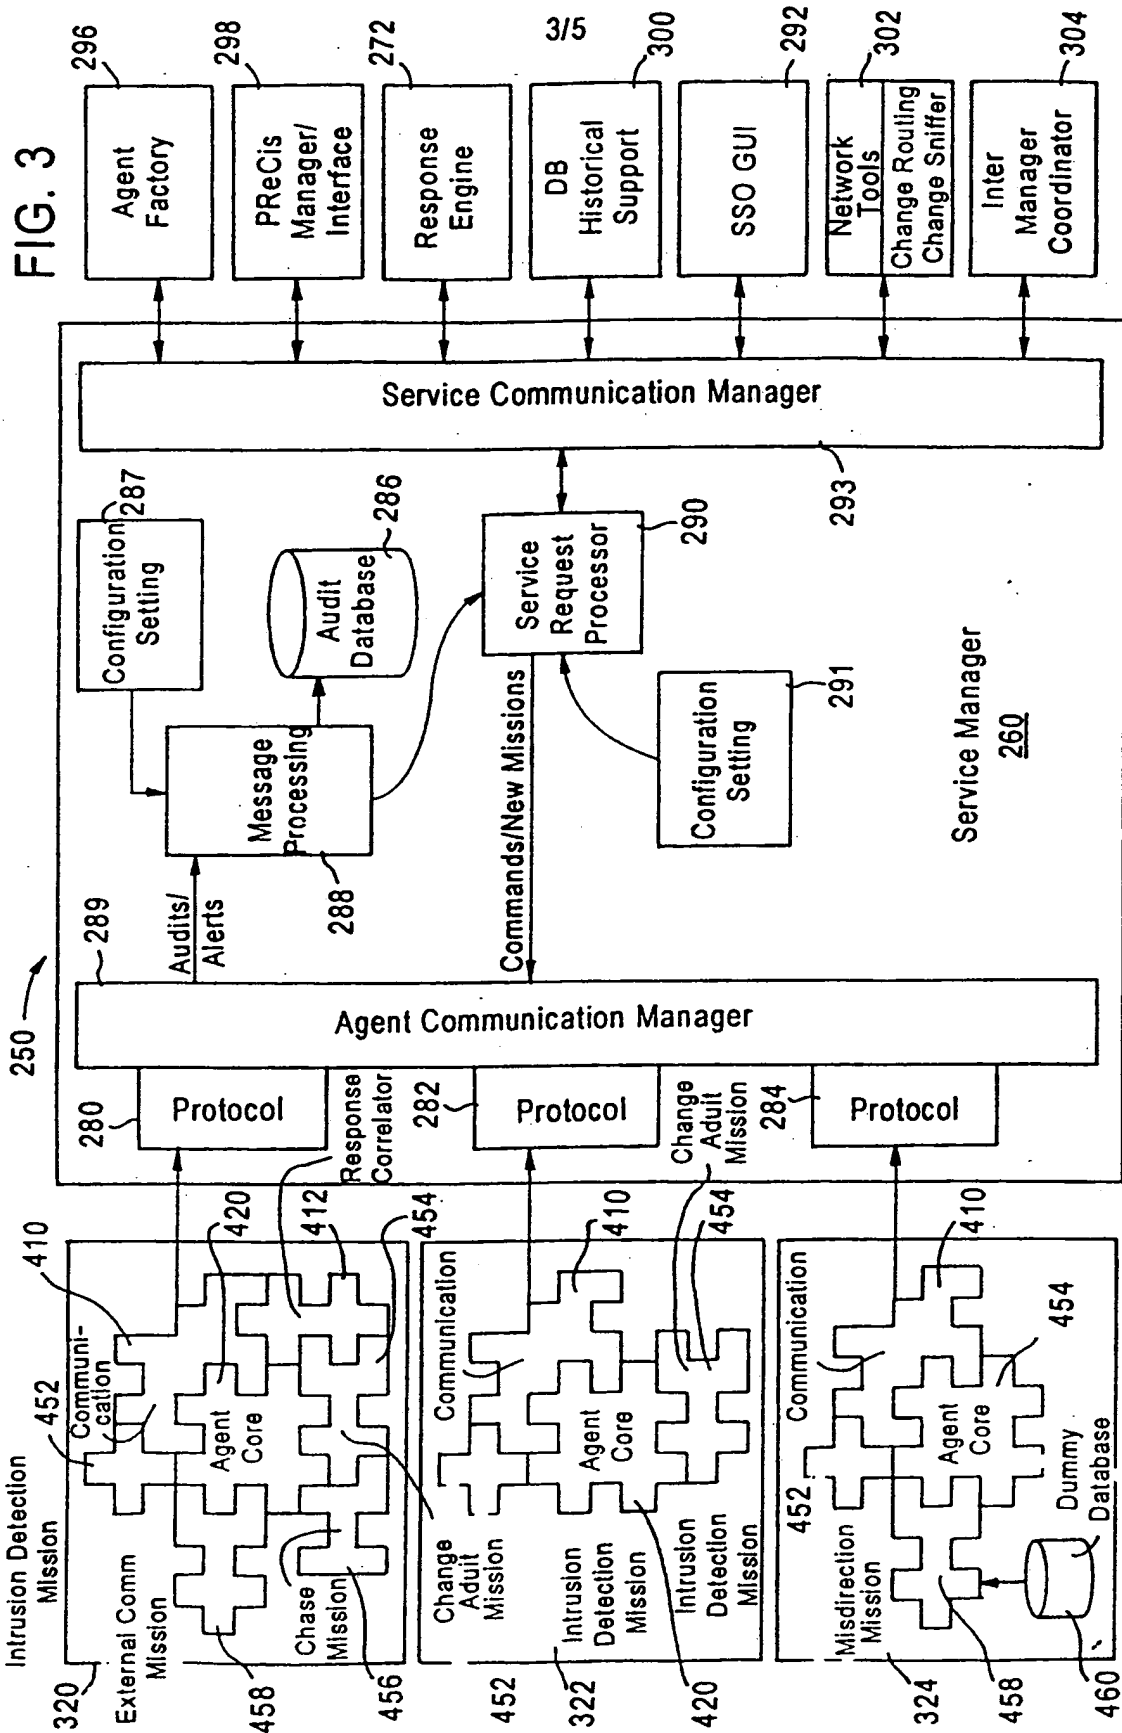 FIG. 3
3/5
250
Intrusion Detection
Mission
External Comm
Mission
320
458
452
Communi-
cation
410
420
Agent
Core
412
454
Chase
Mission
456
Change
Aduit
Mission
Response
Correlator
452
Communication
410
Agent
Core
454
Intrusion
Detection
Mission
322
420
Intrusion
Detection
Mission
Change
Aduit
Mission
452
Communication
410
Agent
Core
454
Misdirection
Mission
324
458
460
Dummy
Database
280
Protocol
282
Protocol
284
Protocol
289
Agent Communication Manager
Audits/
Alerts
288
Message
Processing
287
Configuration
Setting
286
Audit
Database
Commands/New Missions
290
Service
Request
Processor
291
Configuration
Setting
Service Manager
260
293
Service Communication Manager
296
Agent
Factory
298
PReCis
Manager/
Interface
272
Response
Engine
300
DB
Historical
Support
292
SSO GUI
302
Network
Tools
Change Routing
Change Sniffer
304
Inter
Manager
Coordinator